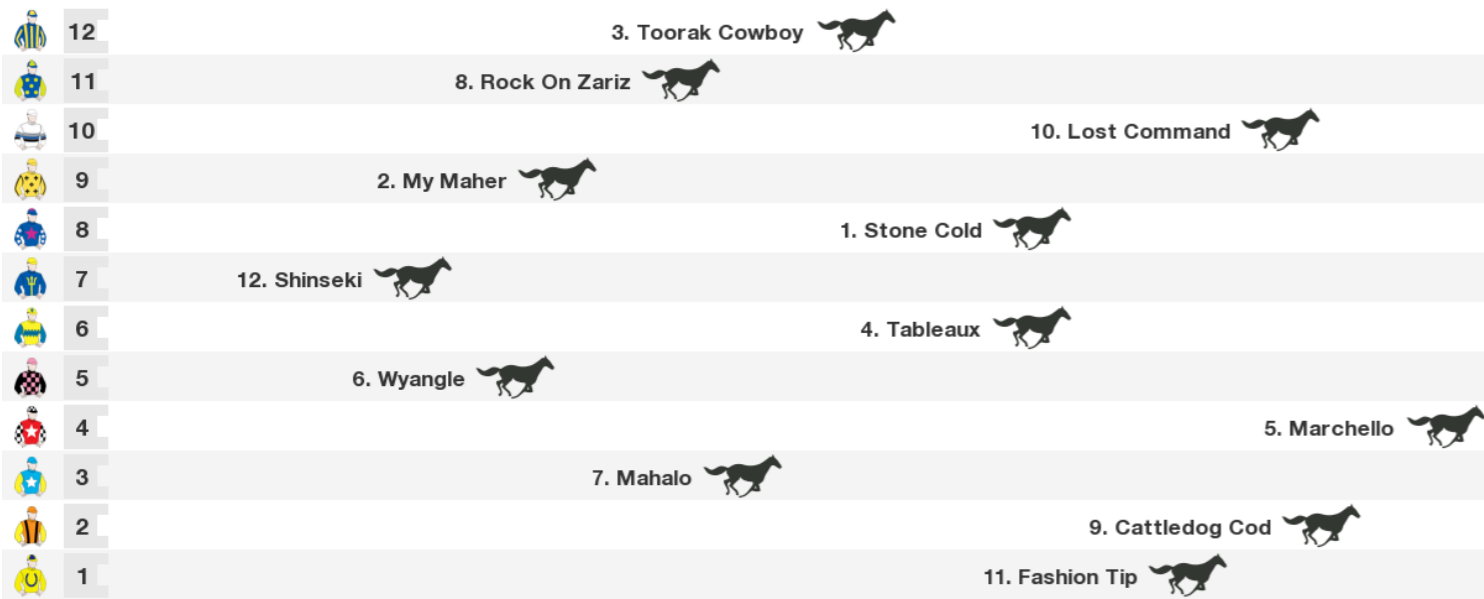 12 3. Toorak Cowboy
11 8. Rock On Zariz
10 10. Lost Command
9 2. My Maher
8 1. Stone Cold
7 12. Shinseki
6 4. Tableaux
5 6. Wyangle
4 5. Marchello
3 7. Mahalo
2 9. Cattledog Cod
1 11. Fashion Tip